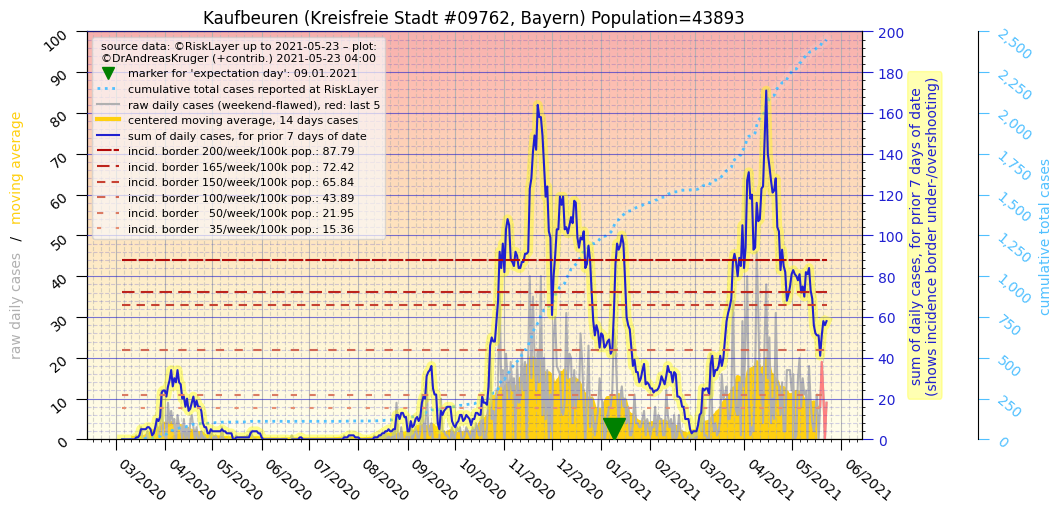 Kaufbeuren (Kreisfreie Stadt #09762, Bayern) Population=43893
source data: ©RiskLayer up to 2021-05-23 – plot:
©DrAndreasKruger (+contrib.) 2021-05-23 04:00
marker for 'expectation day': 09.01.2021
cumulative total cases reported at RiskLayer
raw daily cases (weekend-flawed), red: last 5
centered moving average, 14 days cases
sum of daily cases, for prior 7 days of date
incid. border 200/week/100k pop.: 87.79
incid. border 165/week/100k pop.: 72.42
incid. border 150/week/100k pop.: 65.84
incid. border 100/week/100k pop.: 43.89
incid. border   50/week/100k pop.: 21.95
incid. border   35/week/100k pop.: 15.36
raw daily cases   /   moving average
100
90
80
70
60
50
40
30
20
10
0
03/2020
04/2020
05/2020
06/2020
07/2020
08/2020
09/2020
10/2020
11/2020
12/2020
01/2021
02/2021
03/2021
04/2021
05/2021
06/2021
200
180
160
140
120
100
80
60
40
20
0
sum of daily cases, for prior 7 days of date
(shows incidence border under-/overshooting)
2,500
2,250
2,000
1,750
1,500
1,250
1,000
750
500
250
0
cumulative total cases